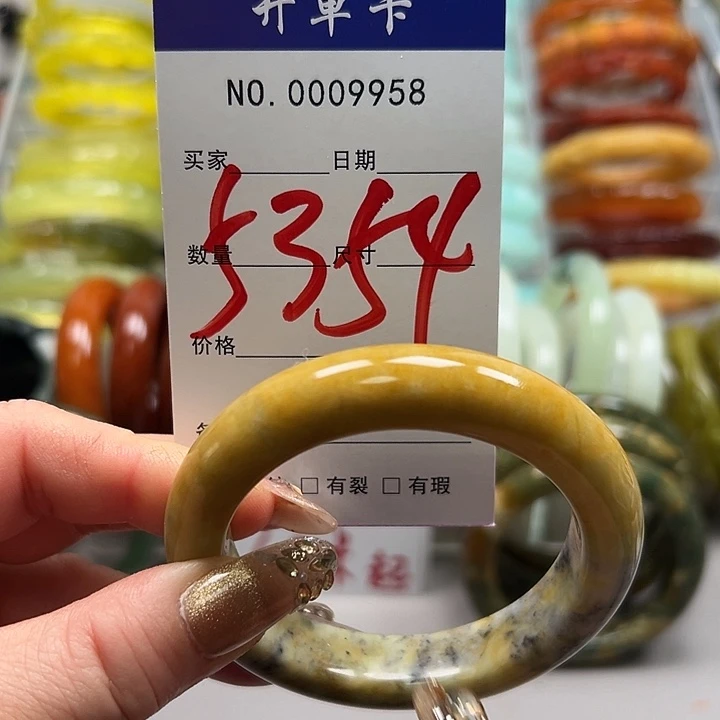 开单卡
NO.0009958
买家 日期
5354
数量 尺寸
价格
□有裂 □有瑕
起